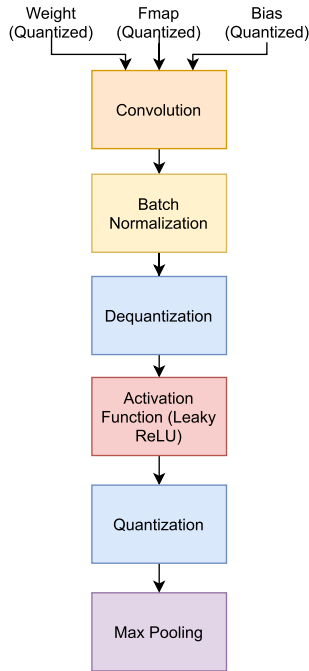 Weight
(Quantized)
Fmap
(Quantized)
Bias
(Quantized)
Convolution
Batch
Normalization
Dequantization
Activation
Function (Leaky
ReLU)
Quantization
Max Pooling